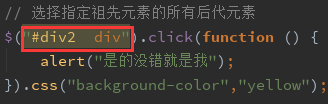 // 选择指定祖先元素的所有后代元素
$("#div2  div").click(function () {
    alert("是的没错就是我");
}).css("background-color","yellow");